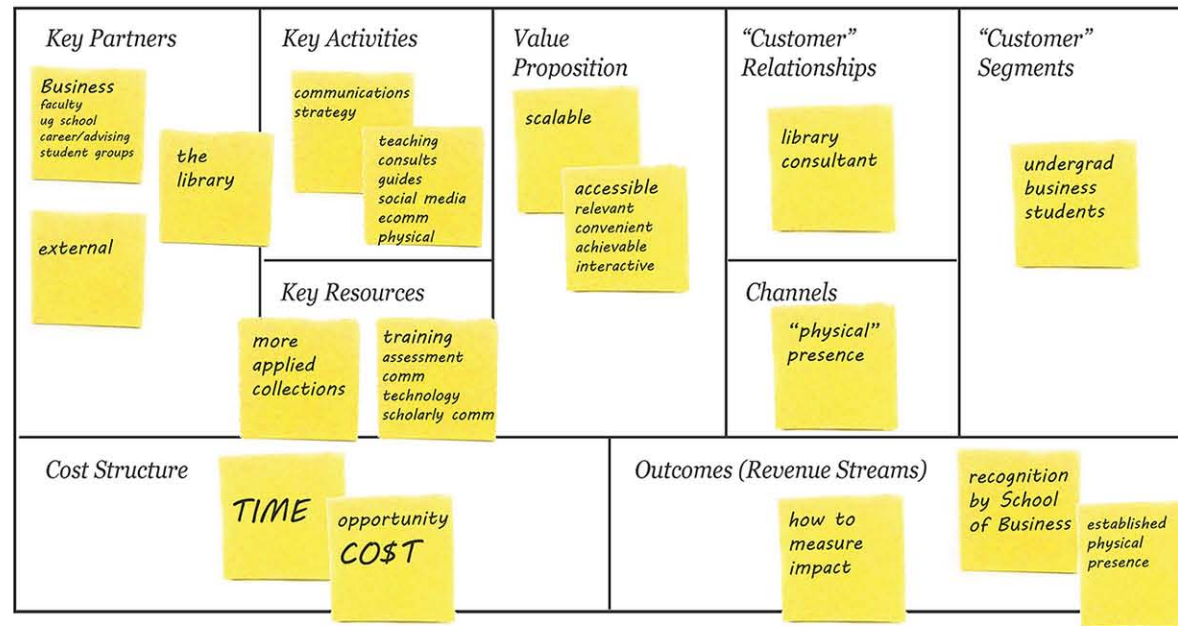 Key Partners
Business
faculty
ug school
career/advising
student groups
the
library
external
Key Activities
communications
strategy
teaching
consults
guides
social media
ecomm
physical
Key Resources
more
applied
collections
training
assessment
comm
technology
scholarly comm
Value
Proposition
scalable
accessible
relevant
convenient
achievable
interactive
“Customer”
Relationships
library
consultant
Channels
“physical”
presence
“Customer”
Segments
undergrad
business
students
Cost Structure
TIME
opportunity
CO$T
Outcomes (Revenue Streams)
how to
measure
impact
recognition
by School
of Business
established
physical
presence